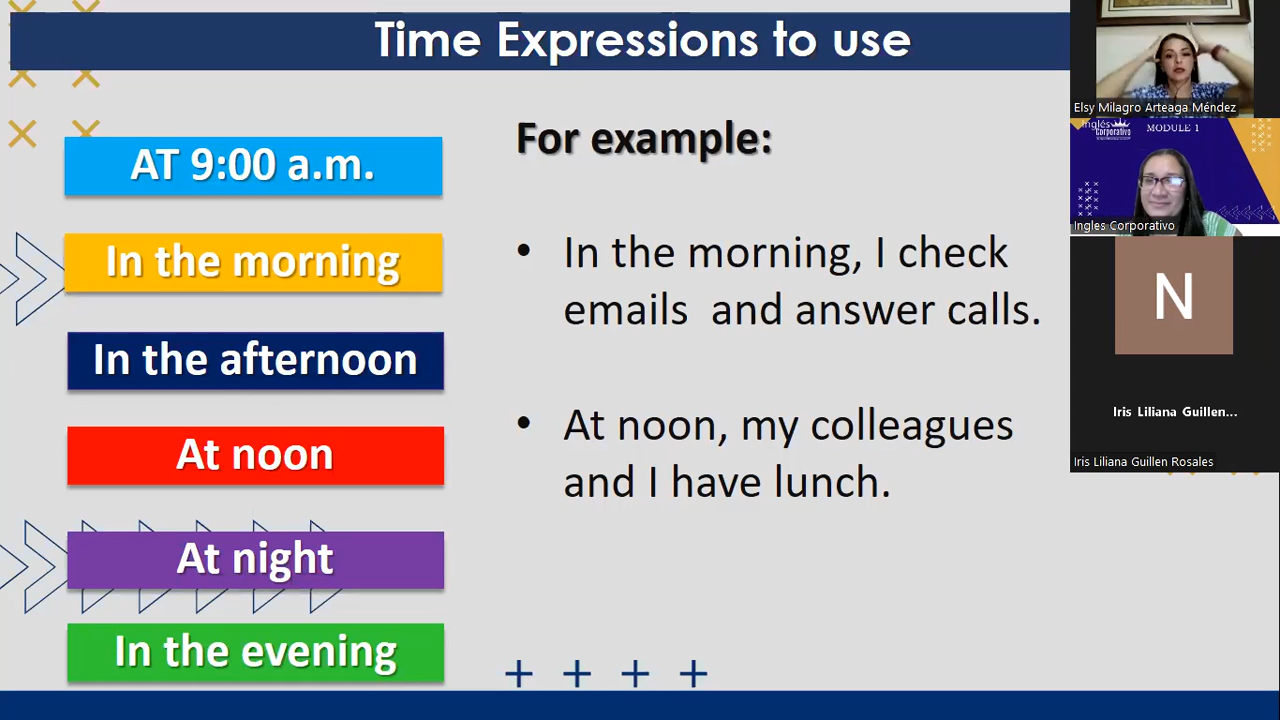 Time Expressions to use
AT 9:00 a.m.
In the morning
In the afternoon
At noon
At night
In the evening
For example:
• In the morning, I check
emails and answer calls.
• At noon, my colleagues
and I have lunch.
Elsy Milagro Arteaga Méndez
Inglés
Corporativo
MODULE 1
Ingles Corporativo
N
Iris Liliana Guillen...
Iris Liliana Guillen Rosales